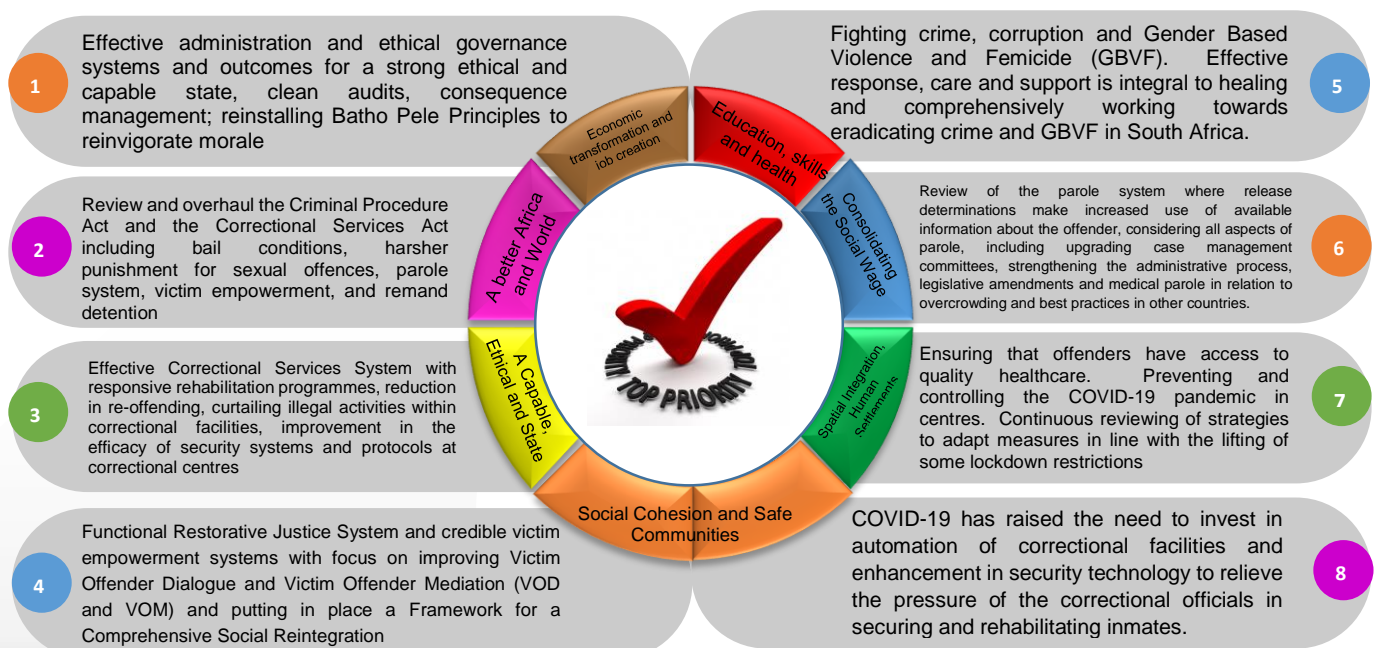 1
Effective administration and ethical governance
systems and outcomes for a strong ethical and
capable state, clean audits, consequence
management; reinstalling Batho Pele Principles to
reinvigorate morale
2
Review and overhaul the Criminal Procedure
Act and the Correctional Services Act
including bail conditions, harsher
punishment for sexual offences, parole
system, victim empowerment, and remand
detention
3
Effective Correctional Services System with
responsive rehabilitation programmes, reduction
in re-offending, curtailing illegal activities within
correctional facilities, improvement in the
efficacy of security systems and protocols at
correctional centres
4
Functional Restorative Justice System and credible victim
empowerment systems with focus on improving Victim
Offender Dialogue and Victim Offender Mediation (VOD
and VOM) and putting in place a Framework for a
Comprehensive Social Reintegration
Economic
transformation and
job creation
Education, skills
and health
Consolidating
the Social Wage
Spatial Integration,
Human
Settlements
Social Cohesion and Safe
Communities
A Capable,
Ethical and State
A better Africa
and World
TOP PRIORITY
5
Fighting crime, corruption and Gender Based
Violence and Femicide (GBVF). Effective
response, care and support is integral to healing
and comprehensively working towards
eradicating crime and GBVF in South Africa.
6
Review of the parole system where release
determinations make increased use of available
information about the offender, considering all aspects of
parole, including upgrading case management
committees, strengthening the administrative process,
legislative amendments and medical parole in relation to
overcrowding and best practices in other countries.
7
Ensuring that offenders have access to
quality healthcare. Preventing and
controlling the COVID-19 pandemic in
centres. Continuous reviewing of strategies
to adapt measures in line with the lifting of
some lockdown restrictions
8
COVID-19 has raised the need to invest in
automation of correctional facilities and
enhancement in security technology to relieve
the pressure of the correctional officials in
securing and rehabilitating inmates.